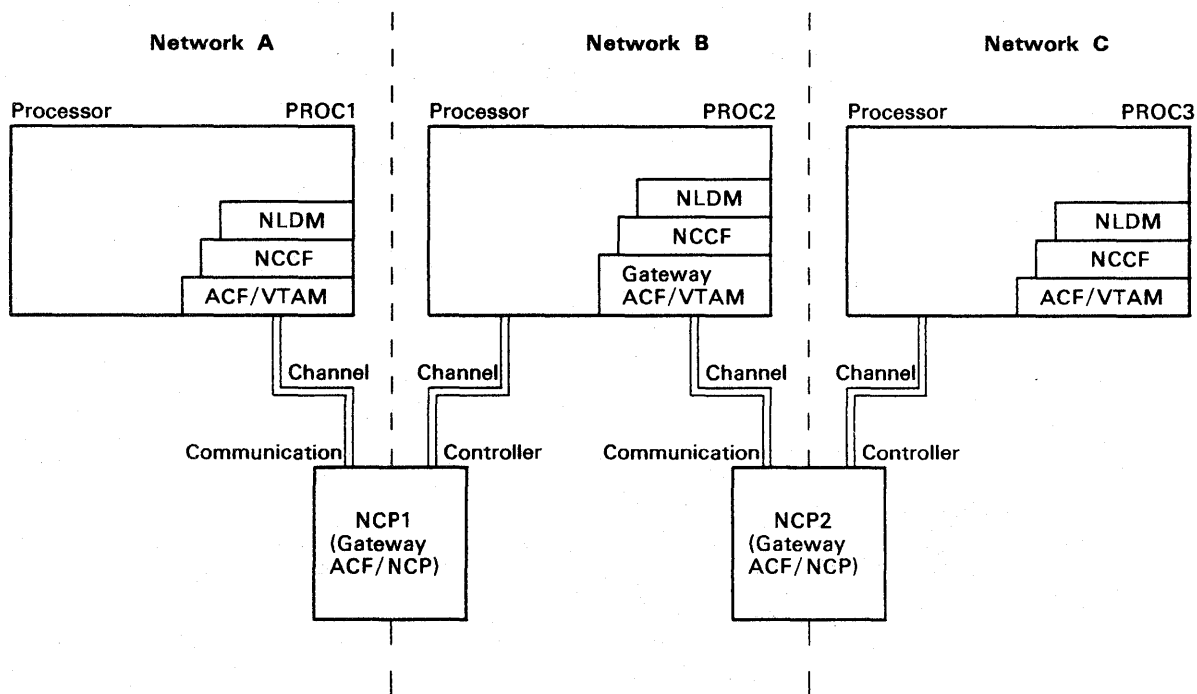 Network A
Network B
Network C
Processor PROC1
Processor PROC2
Processor PROC3
NLDM
NCCF
ACF/VTAM
NLDM
NCCF
Gateway
ACF/VTAM
NLDM
NCCF
ACF/VTAM
Channel
Channel
Channel
Channel
Communication Controller
Communication Controller
NCP1
(Gateway
ACF/NCP)
NCP2
(Gateway
ACF/NCP)